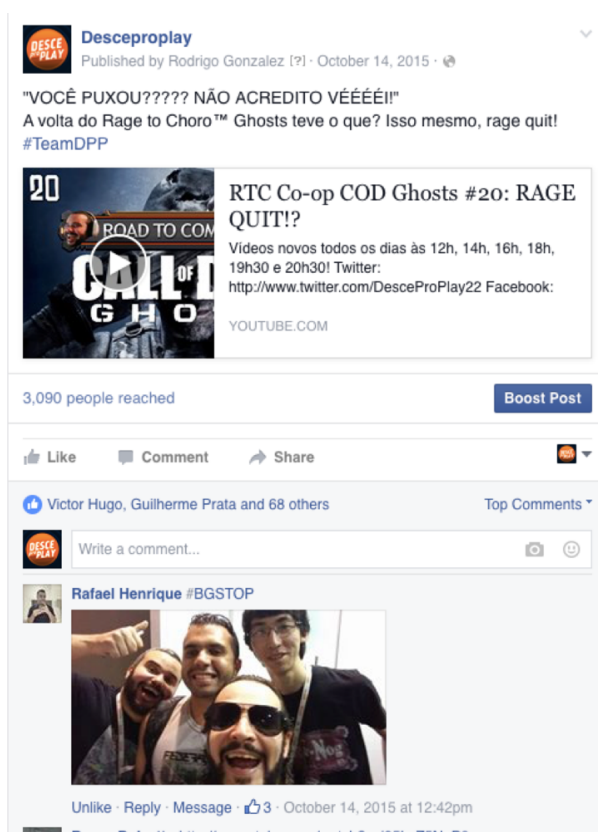 DESCE
PLAY
Desceproplay
Published by Rodrigo Gonzalez [?] · October 14, 2015 ·
"VOCÊ PUXOU????? NÃO ACREDITO VÉÉÉÉI!"
A volta do Rage to Choro™ Ghosts teve o que? Isso mesmo, rage quit!
#TeamDPP
20
ROAD TO COM
CALL OF D
GHO
RTC Co-op COD Ghosts #20: RAGE
QUIT!?
Vídeos novos todos os dias às 12h, 14h, 16h, 18h,
19h30 e 20h30! Twitter:
http://www.twitter.com/DesceProPlay22 Facebook:
YOUTUBE.COM
3,090 people reached
Boost Post
Like Comment Share
Victor Hugo, Guilherme Prata and 68 others
Top Comments
DESCE
PLAY
Write a comment...
Rafael Henrique #BGSTOP
Unlike · Reply · Message · 3 · October 14, 2015 at 12:42pm